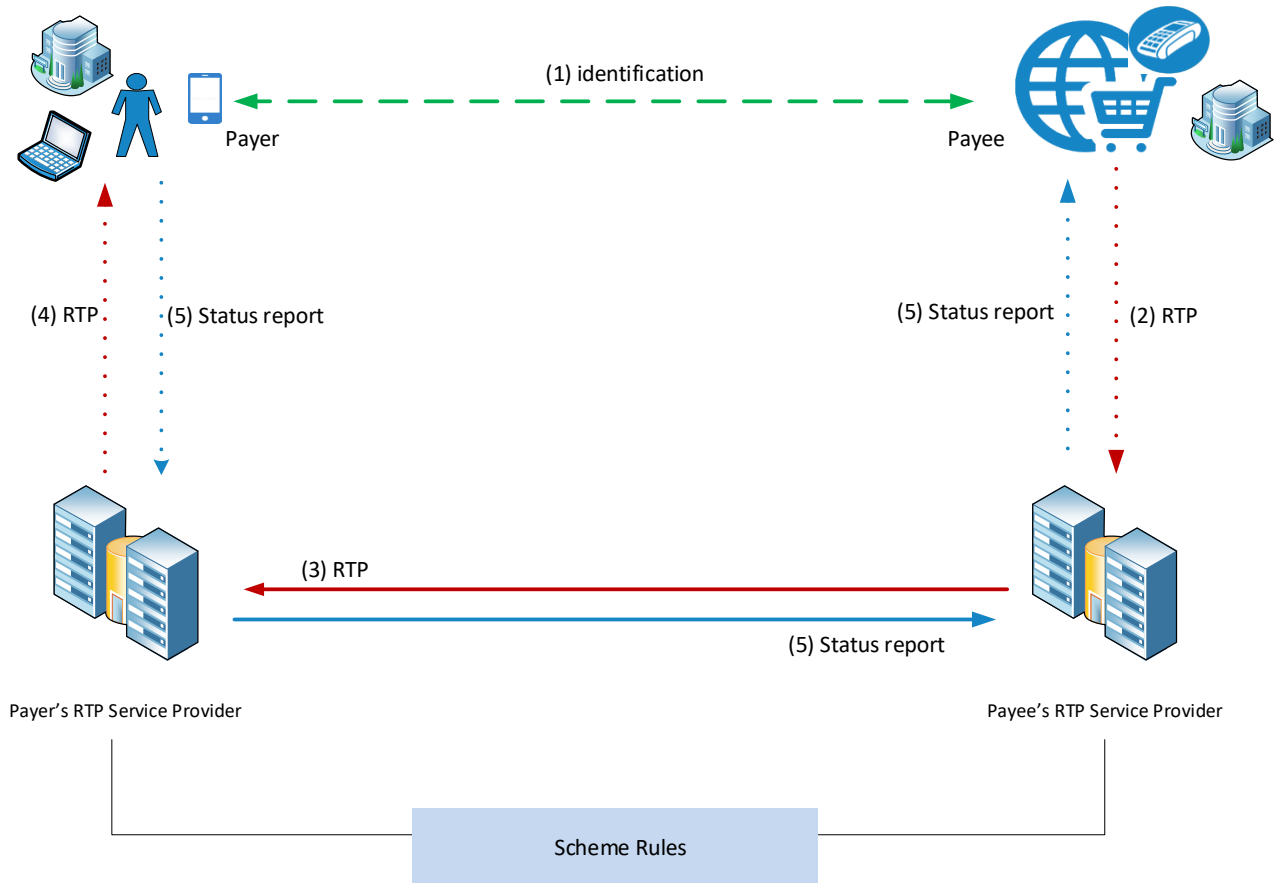 (1) identification
Payer
Payee
(4) RTP
(5) Status report
(5) Status report
(2) RTP
(3) RTP
(5) Status report
Payer’s RTP Service Provider
Payee’s RTP Service Provider
Scheme Rules